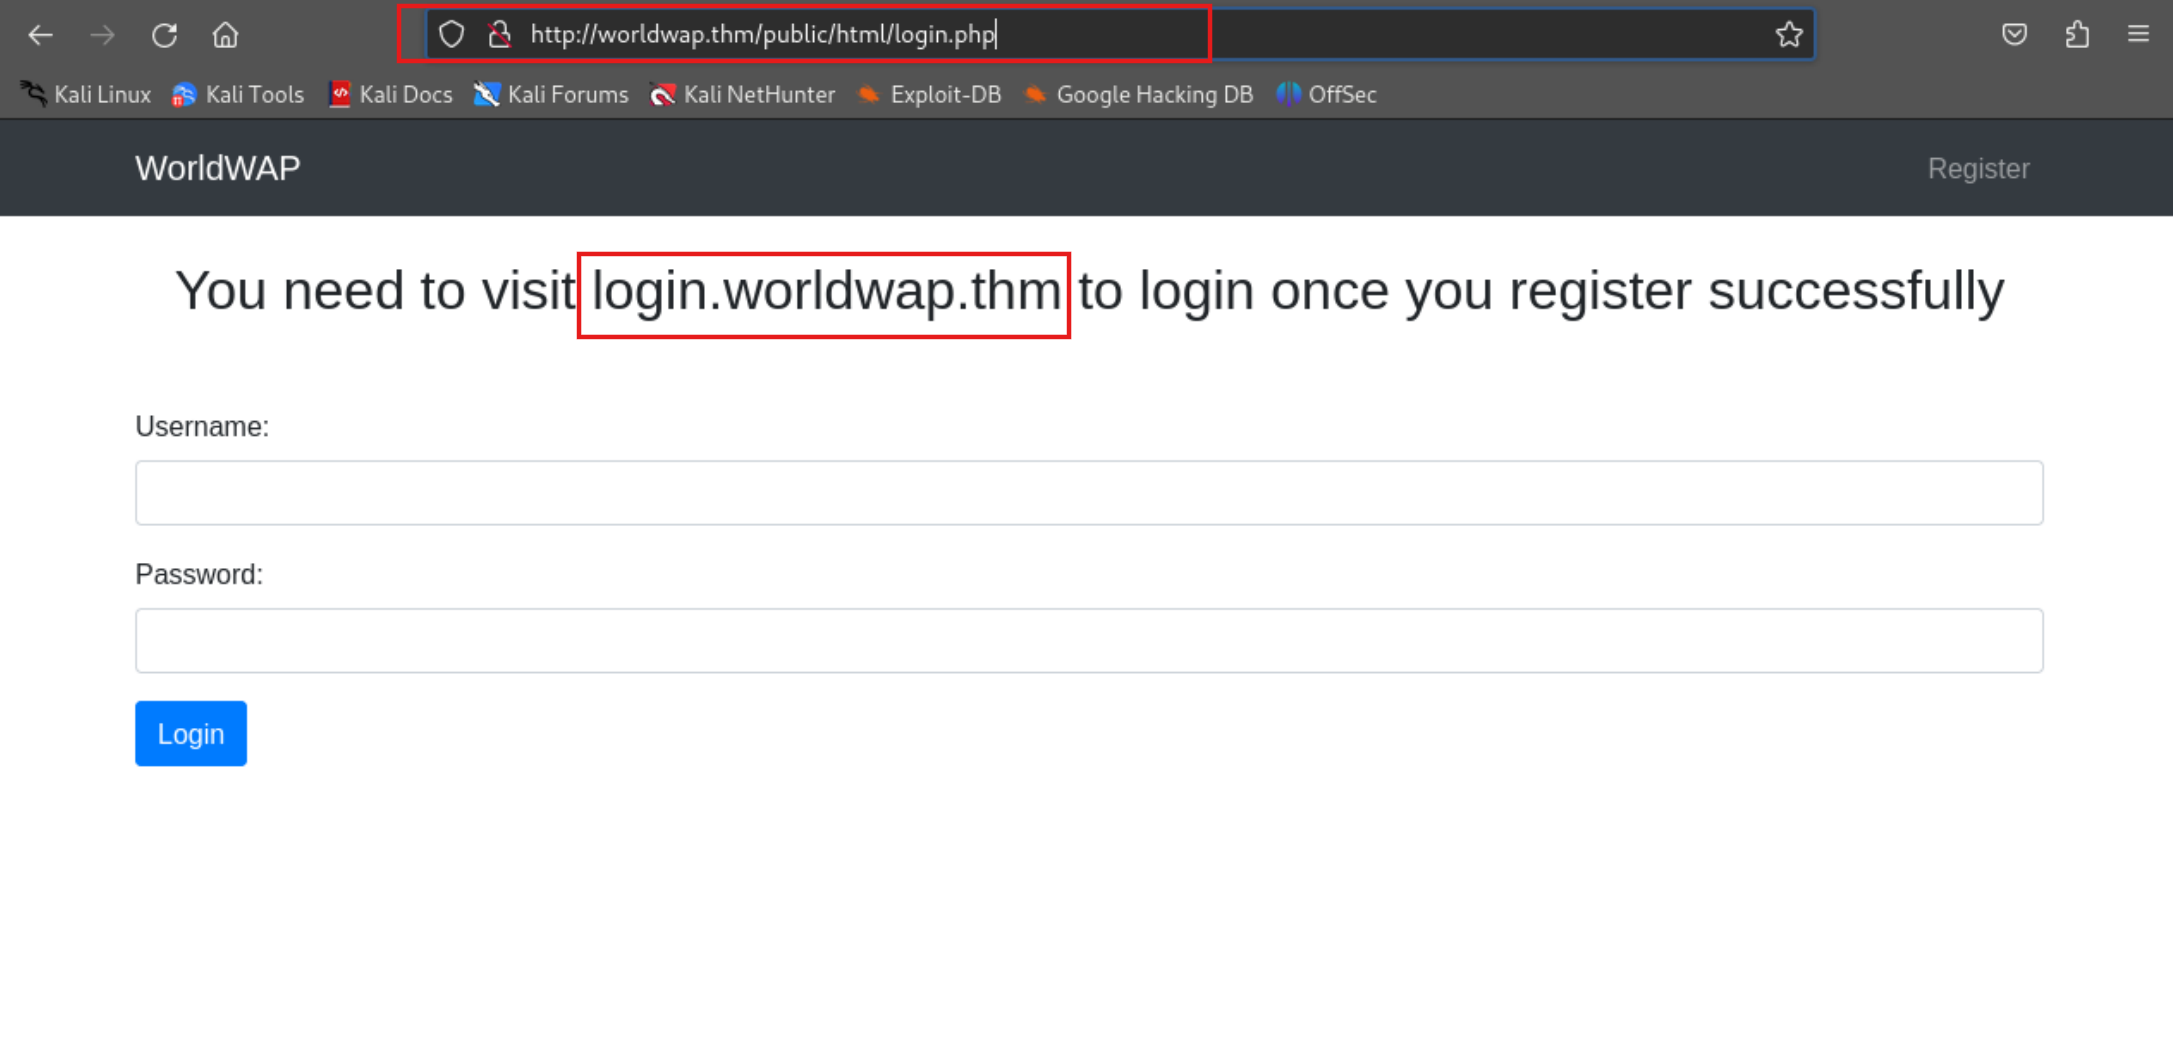 http://worldwap.thm/public/html/login.php
Kali Linux Kali Tools Kali Docs Kali Forums Kali NetHunter Exploit-DB Google Hacking DB OffSec
WorldWAP Register
You need to visit login.worldwap.thm to login once you register successfully
Username:
Password:
Login